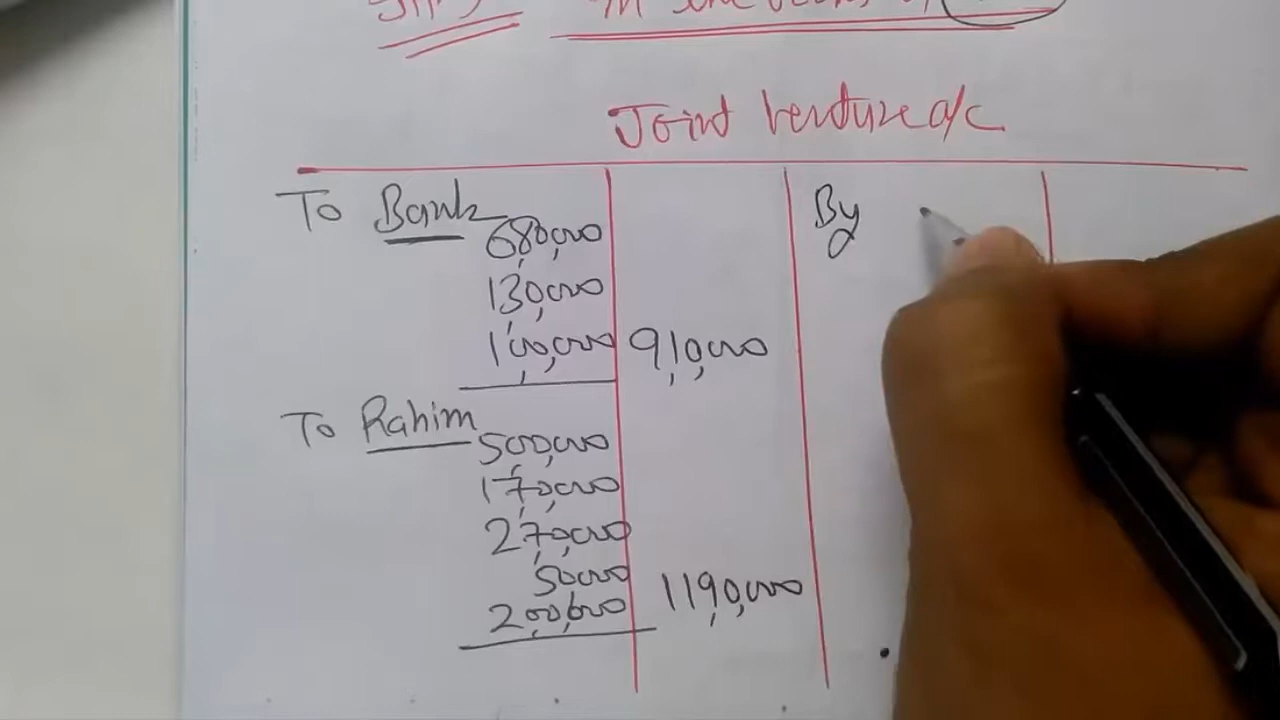 Joint Venture a/c
To Bank
680,000
130,000
100,000 910,000
To Rahim
500,000
170,000
270,000
50,000
200,000 1190,000
By